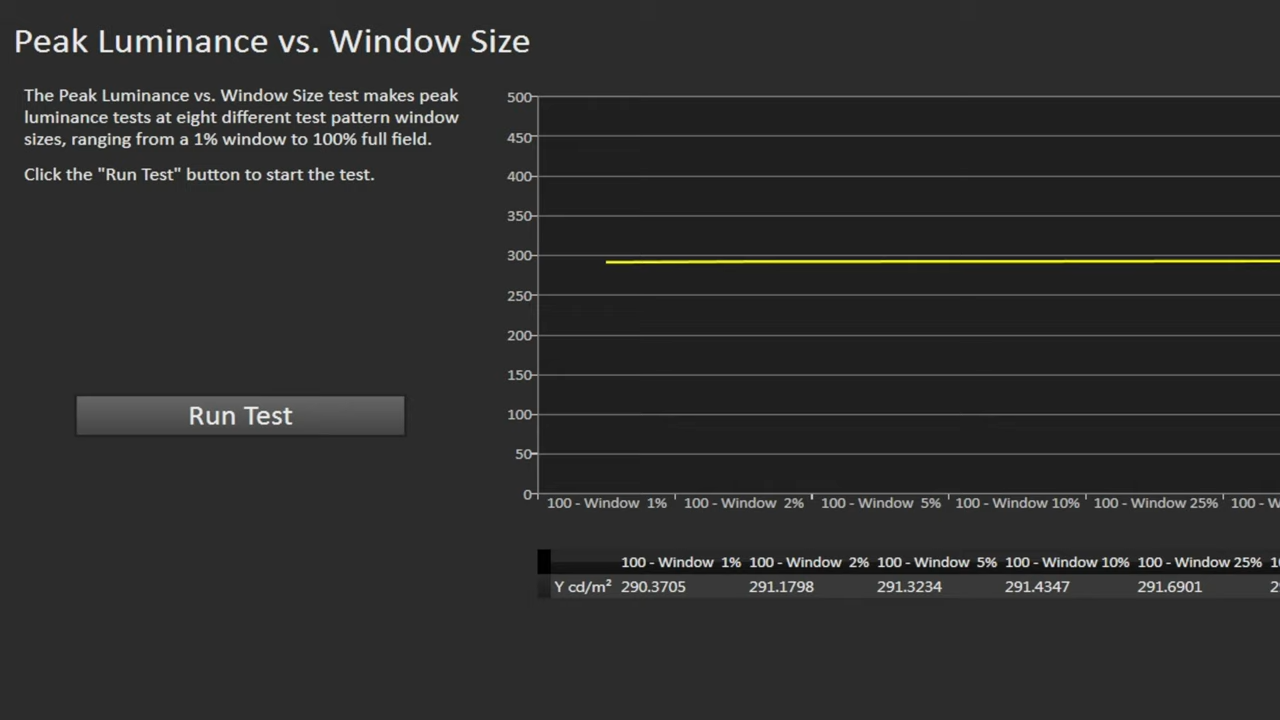 Peak Luminance vs. Window Size
The Peak Luminance vs. Window Size test makes peak
luminance tests at eight different test pattern window
sizes, ranging from a 1% window to 100% full field.
Click the "Run Test" button to start the test.
Run Test
500
450
400
350
300
250
200
150
100
50
0
100 - Window 1% 100 - Window 2% 100 - Window 5% 100 - Window 10% 100 - Window 25% 100 - W
100 - Window 1% 100 - Window 2% 100 - Window 5% 100 - Window 10% 100 - Window 25%
Y cd/m² 290.3705 291.1798 291.3234 291.4347 291.6901